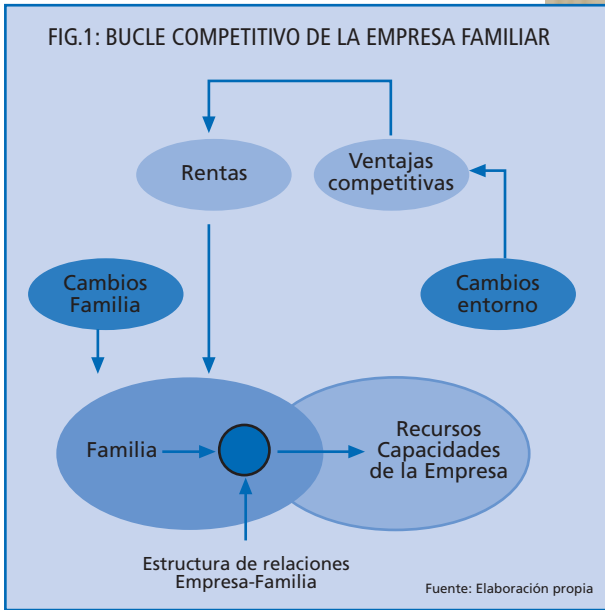 FIG.1: BUCLE COMPETITIVO DE LA EMPRESA FAMILIAR
Rentas
Ventajas
competitivas
Cambios
Familia
Cambios
entorno
Familia
Recursos
Capacidades
de la Empresa
Estructura de relaciones
Empresa-Familia
Fuente: Elaboración propia